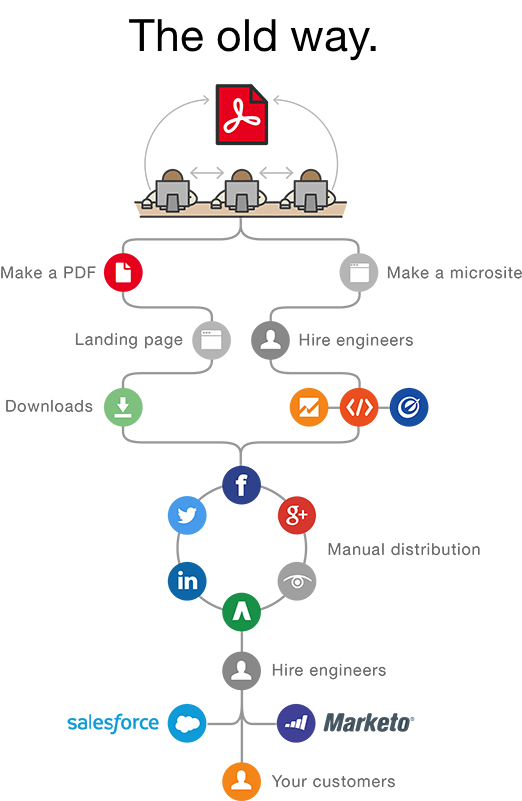 The old way.
Make a PDF
Make a microsite
Landing page
Hire engineers
Downloads
</>
f
g+
in
Manual distribution
Hire engineers
salesforce
Marketo®
Your customers